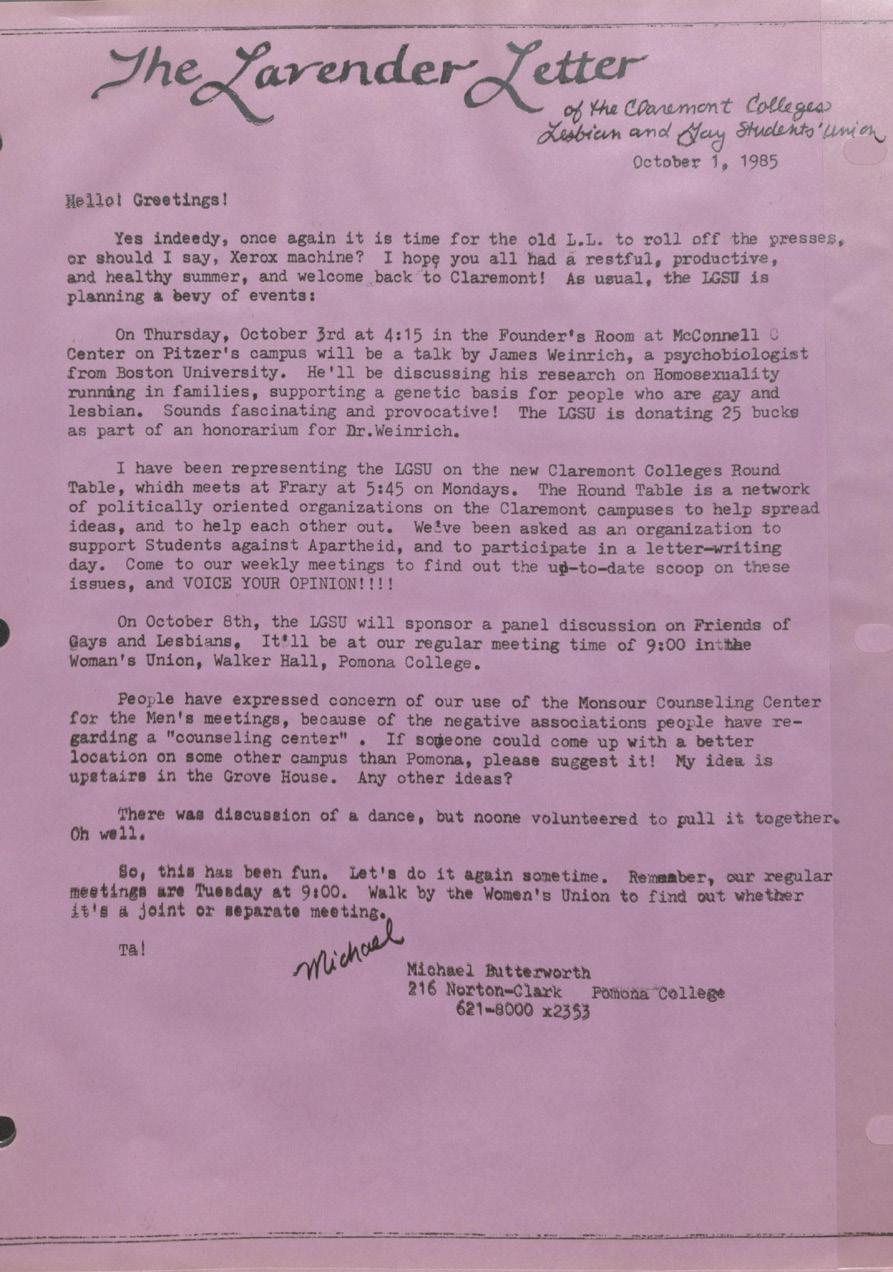 The Lavender Letter
of the Claremont Colleges
Lesbian and Gay Students' Union
October 1, 1985
Hello! Greetings!
Yes indeedy, once again it is time for the old L.L. to roll off the presses,
or should I say, Xerox machine? I hope you all had a restful, productive,
and healthy summer, and welcome back to Claremont! As usual, the LGSU is
planning a bevy of events:
On Thursday, October 3rd at 4:15 in the Founder's Room at McConnell C
Center on Pitzer's campus will be a talk by James Weinrich, a psychobiologist
from Boston University. He'll be discussing his research on Homosexuality
running in families, supporting a genetic basis for people who are gay and
lesbian. Sounds fascinating and provocative! The LGSU is donating 25 bucks
as part of an honorarium for Dr.Weinrich.
I have been representing the LGSU on the new Claremont Colleges Round
Table, whidh meets at Frary at 5:45 on Mondays. The Round Table is a network
of politically oriented organizations on the Claremont campuses to help spread
ideas, and to help each other out. We've been asked as an organization to
support Students against Apartheid, and to participate in a letter-writing
day. Come to our weekly meetings to find out the up-to-date scoop on these
issues, and VOICE YOUR OPINION!!!!
On October 8th, the LGSU will sponsor a panel discussion on Friends of
Gays and Lesbians. It'll be at our regular meeting time of 9:00 in the
Woman's Union, Walker Hall, Pomona College.
People have expressed concern of our use of the Monsour Counseling Center
for the Men's meetings, because of the negative associations people have re-
garding a "counseling center" . If someone could come up with a better
location on some other campus than Pomona, please suggest it! My idea is
upstairs in the Grove House. Any other ideas?
There was discussion of a dance, but noone volunteered to pull it together.
Oh well.
So, this has been fun. Let's do it again sometime. Remember, our regular
meetings are Tuesday at 9:00. Walk by the Women's Union to find out whether
it's a joint or separate meeting.
Ta!
Michael
Michael Butterworth
216 Norton-Clark Pomona College
621-8000 x2353